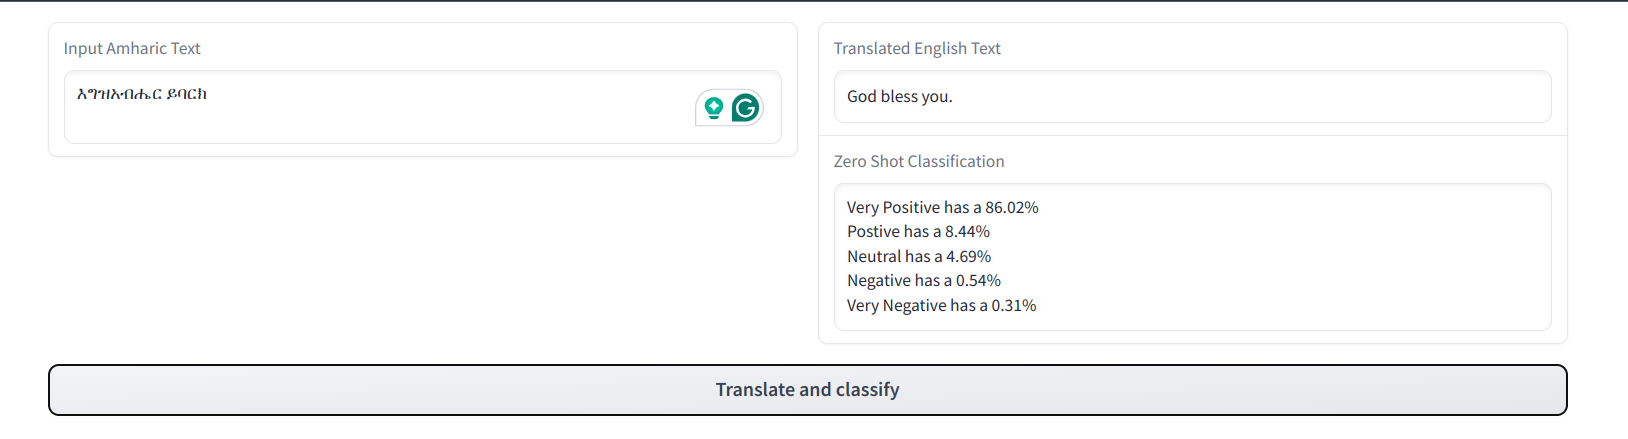 Input Amharic Text
እግዝአብሔር ይባርክ
Translated English Text
God bless you.
Zero Shot Classification
Very Positive has a 86.02%
Postive has a 8.44%
Neutral has a 4.69%
Negative has a 0.54%
Very Negative has a 0.31%
Translate and classify